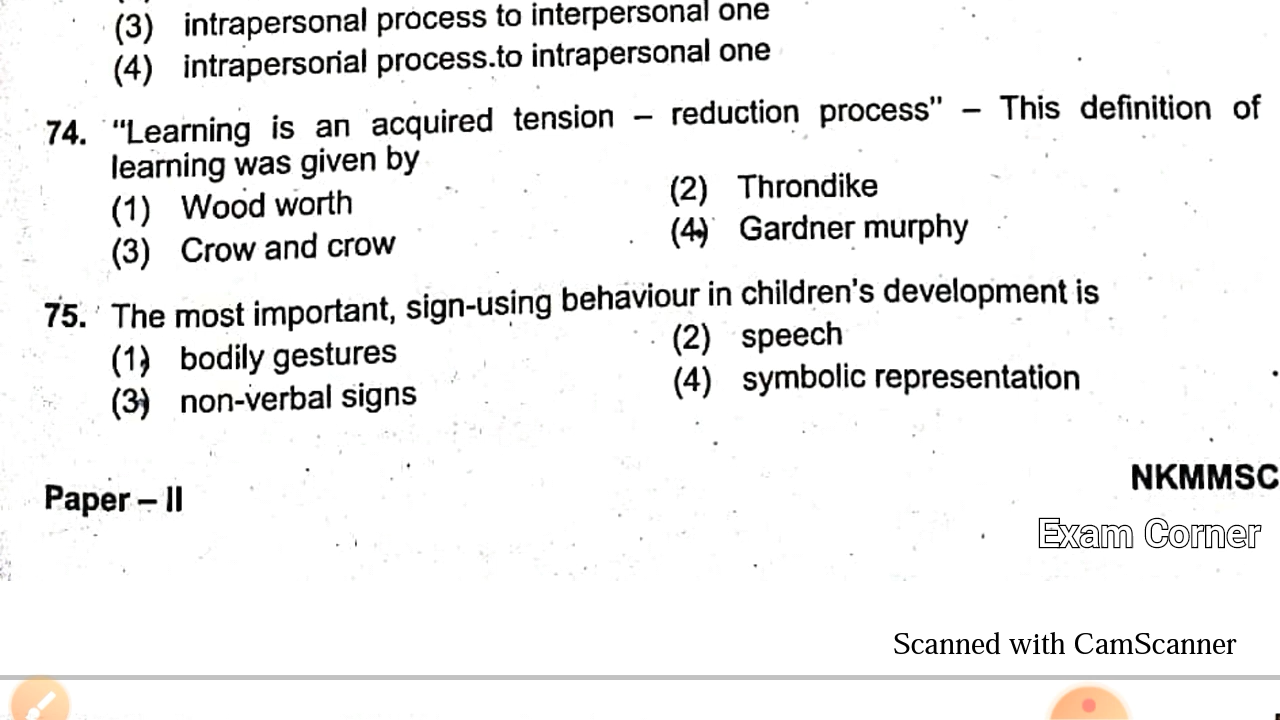 (3) intrapersonal process to interpersonal one
(4) intrapersonal process.to intrapersonal one
74. "Learning is an acquired tension – reduction process" – This definition of
learning was given by
(1) Wood worth (2) Throndike
(3) Crow and crow (4) Gardner murphy
75. The most important, sign-using behaviour in children's development is
(1) bodily gestures (2) speech
(3) non-verbal signs (4) symbolic representation
Paper – II NKMMSC
Exam Corner
Scanned with CamScanner